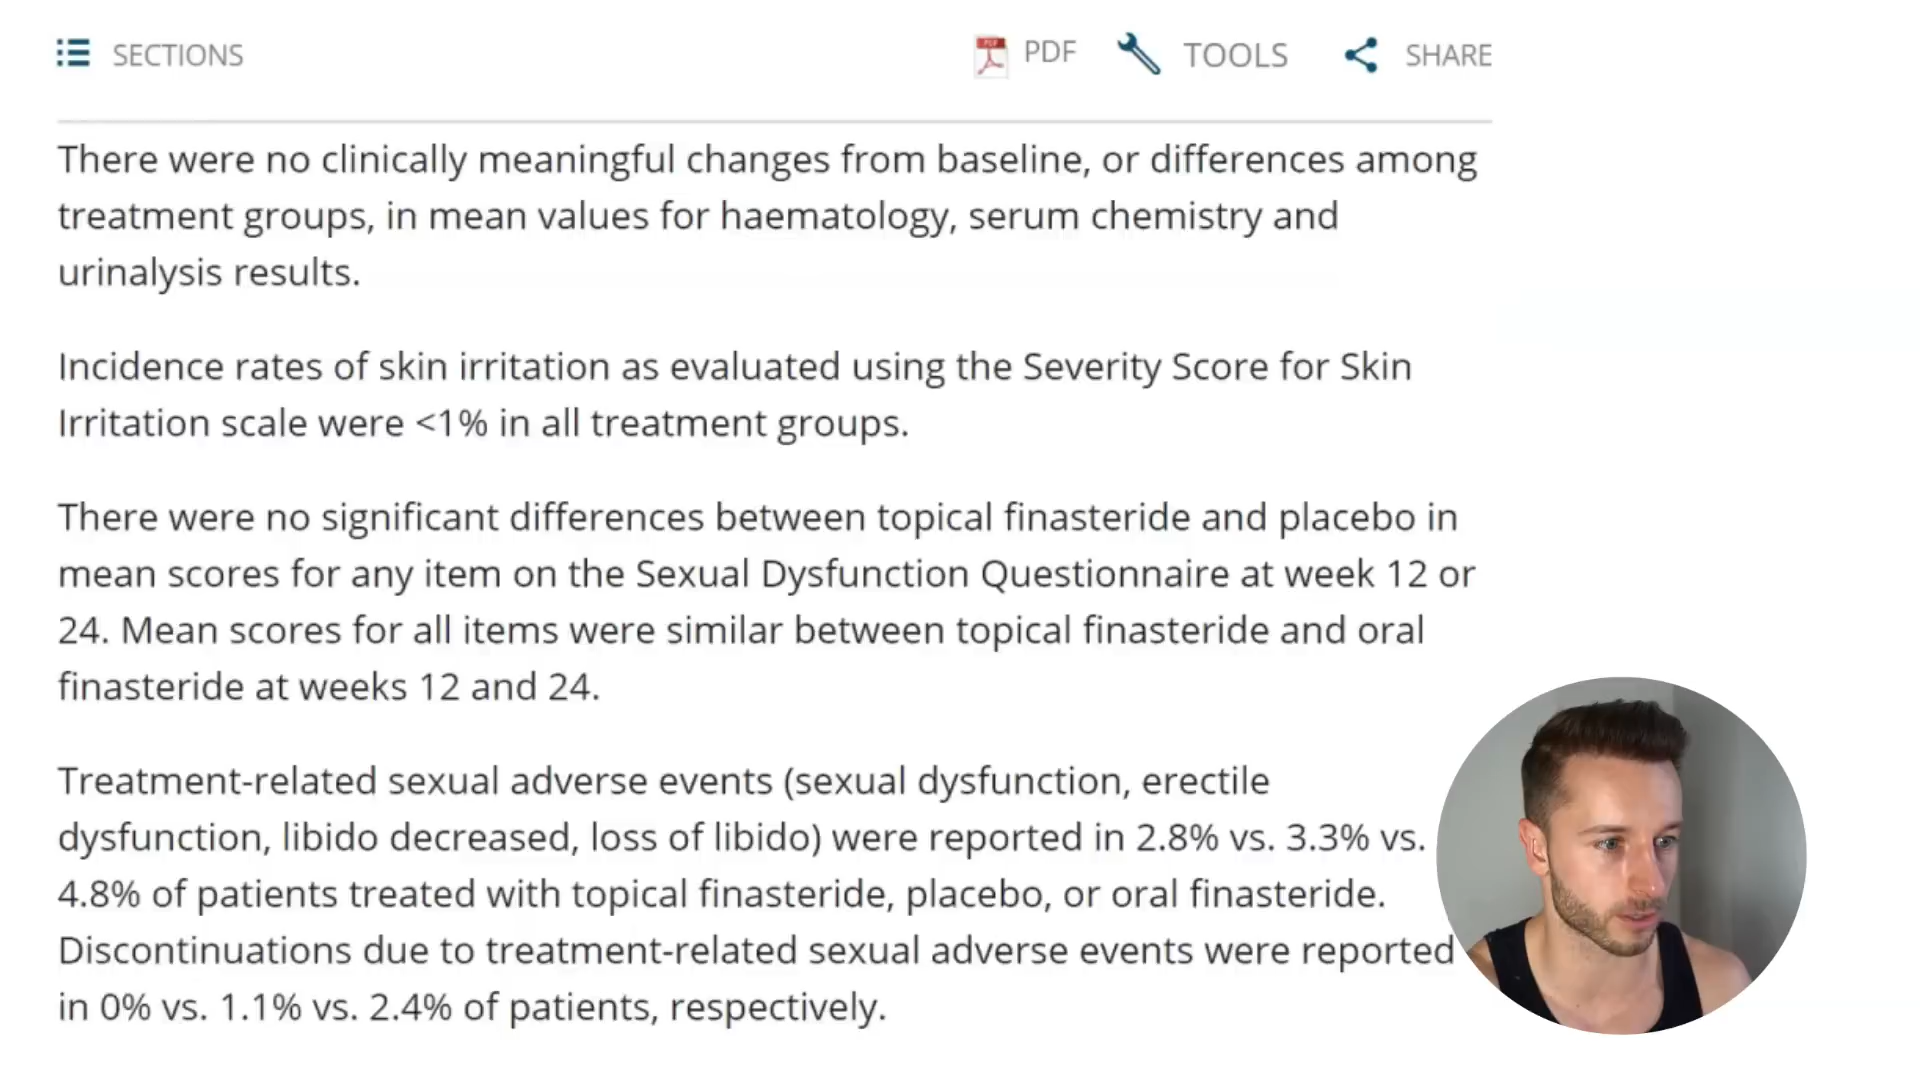 SECTIONS
PDF
TOOLS
SHARE
There were no clinically meaningful changes from baseline, or differences among
treatment groups, in mean values for haematology, serum chemistry and
urinalysis results.
Incidence rates of skin irritation as evaluated using the Severity Score for Skin
Irritation scale were <1% in all treatment groups.
There were no significant differences between topical finasteride and placebo in
mean scores for any item on the Sexual Dysfunction Questionnaire at week 12 or
24. Mean scores for all items were similar between topical finasteride and oral
finasteride at weeks 12 and 24.
Treatment-related sexual adverse events (sexual dysfunction, erectile
dysfunction, libido decreased, loss of libido) were reported in 2.8% vs. 3.3% vs.
4.8% of patients treated with topical finasteride, placebo, or oral finasteride.
Discontinuations due to treatment-related sexual adverse events were reported
in 0% vs. 1.1% vs. 2.4% of patients, respectively.